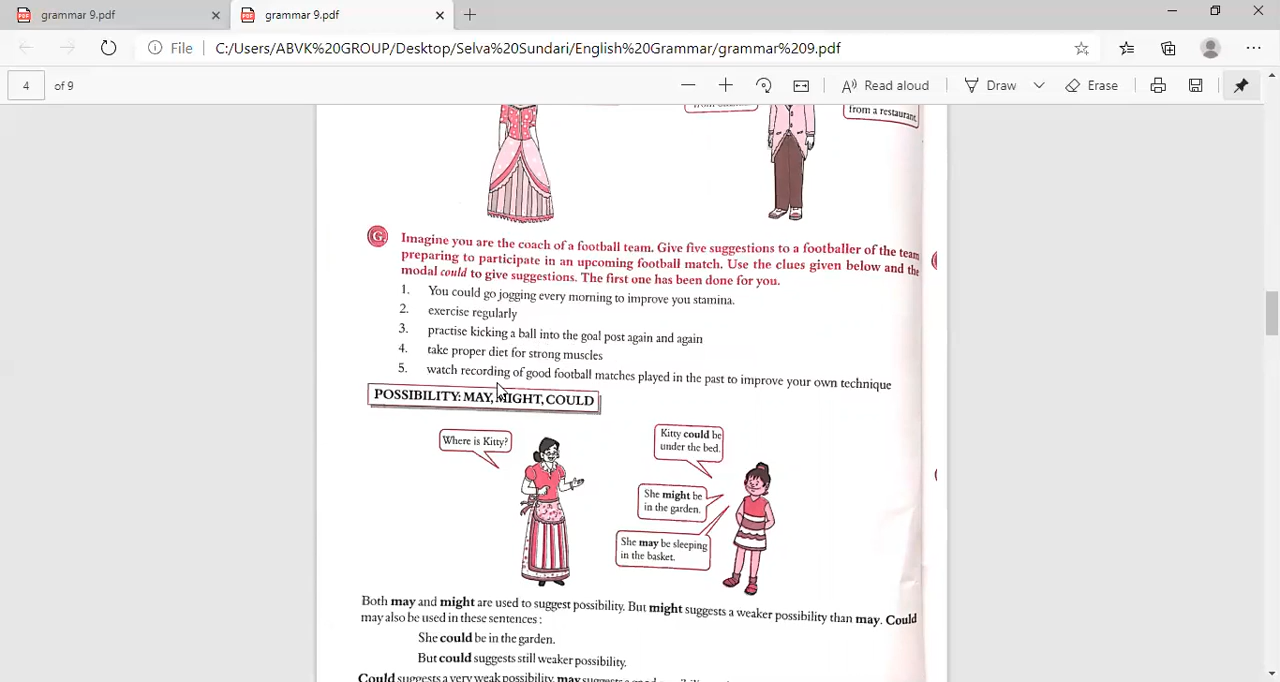 grammar 9.pdf
grammar 9.pdf
File
C:/Users/ABVK%20GROUP/Desktop/Selva%20Sundari/English%20Grammar/grammar%209.pdf
4
of 9
Read aloud
Draw
Erase
from a restaurant.
G.
Imagine you are the coach of a football team. Give five suggestions to a footballer of the team
preparing to participate in an upcoming football match. Use the clues given below and the
modal could to give suggestions. The first one has been done for you.
1. You could go jogging every morning to improve you stamina.
2. exercise regularly
3. practise kicking a ball into the goal post again and again
4. take proper diet for strong muscles
5. watch recording of good football matches played in the past to improve your own technique
POSSIBILITY: MAY, MIGHT, COULD
Where is Kitty?
Kitty could be
under the bed.
She might be
in the garden.
She may be sleeping
in the basket.
Both may and might are used to suggest possibility. But might suggests a weaker possibility than may. Could
may also be used in these sentences :
She could be in the garden.
But could suggests still weaker possibility.
Could suggests a very weak possibility, may suggests a